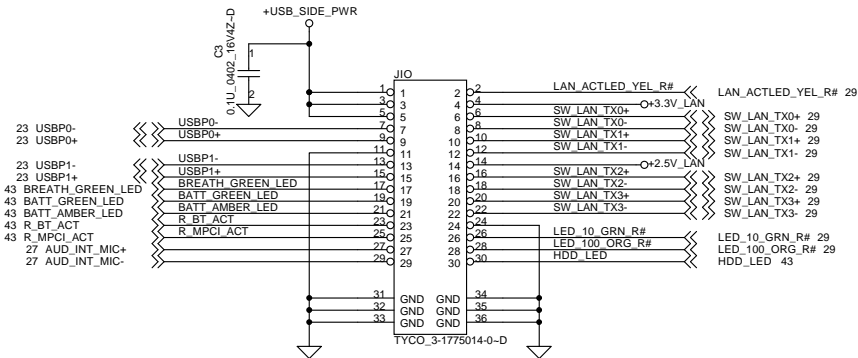 +USB_SIDE_PWR
C3
0.1U_0402_16V4Z~D
1
2
JIO
1 1 2 2 LAN_ACTLED_YEL_R# LAN_ACTLED_YEL_R# 29
3 3 4 4 +3.3V_LAN
5 5 6 6 SW_LAN_TX0+ SW_LAN_TX0+ 29
23 USBP0- USBP0- 7 7 8 8 SW_LAN_TX0- SW_LAN_TX0- 29
23 USBP0+ USBP0+ 9 9 10 10 SW_LAN_TX1+ SW_LAN_TX1+ 29
11 11 12 12 SW_LAN_TX1- SW_LAN_TX1- 29
23 USBP1- USBP1- 13 13 14 14 +2.5V_LAN
23 USBP1+ USBP1+ 15 15 16 16 SW_LAN_TX2+ SW_LAN_TX2+ 29
43 BREATH_GREEN_LED BREATH_GREEN_LED 17 17 18 18 SW_LAN_TX2- SW_LAN_TX2- 29
43 BATT_GREEN_LED BATT_GREEN_LED 19 19 20 20 SW_LAN_TX3+ SW_LAN_TX3+ 29
43 BATT_AMBER_LED BATT_AMBER_LED 21 21 22 22 SW_LAN_TX3- SW_LAN_TX3- 29
43 R_BT_ACT R_BT_ACT 23 23 24 24
43 R_MPCI_ACT R_MPCI_ACT 25 25 26 26 LED_10_GRN_R# LED_10_GRN_R# 29
27 AUD_INT_MIC+ 27 27 28 28 LED_100_ORG_R# LED_100_ORG_R# 29
27 AUD_INT_MIC- 29 29 30 30 HDD_LED HDD_LED 43
31 GND GND 34
32 GND GND 35
33 GND GND 36
TYCO_3-1775014-0~D